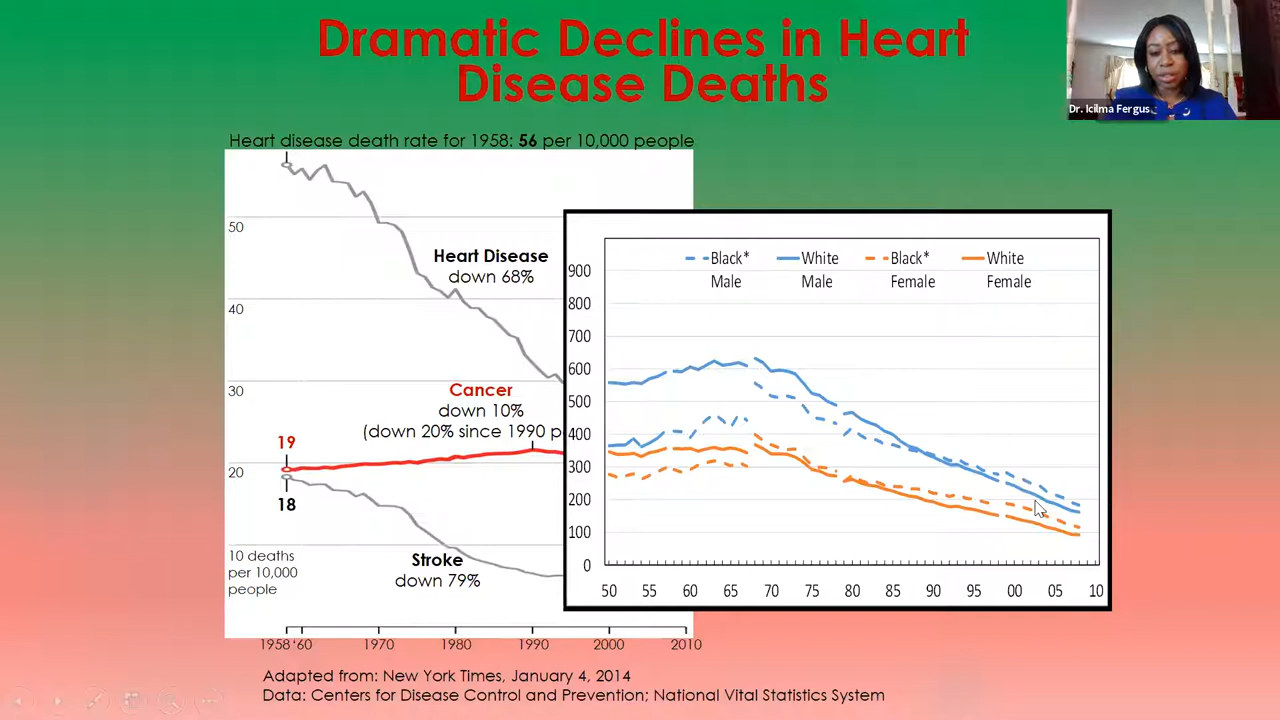 Dramatic Declines in Heart
Disease Deaths
Dr. Icilma Fergus
Heart disease death rate for 1958: 56 per 10,000 people
50
40
30
20
10 deaths
per 10,000
people
Heart Disease
down 68%
Cancer
down 10%
(down 20% since 1990 p
19
18
Stroke
down 79%
1958 '60 1970 1980 1990 2000 2010
Black* Male
White Male
Black* Female
White Female
900
800
700
600
500
400
300
200
100
0
50 55 60 65 70 75 80 85 90 95 00 05 10
Adapted from: New York Times, January 4, 2014
Data: Centers for Disease Control and Prevention; National Vital Statistics System